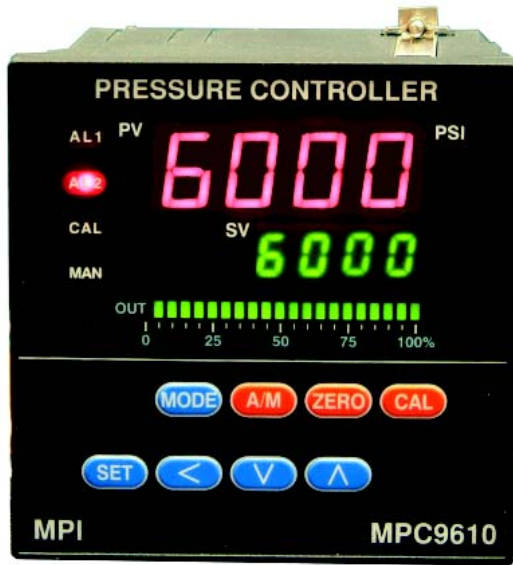 PRESSURE CONTROLLER
AL1 PV PSI
6000
AL2
CAL SV
6000
MAN
OUT
0 25 50 75 100%
MODE A/M ZERO CAL
SET < V Λ
MPI MPC9610